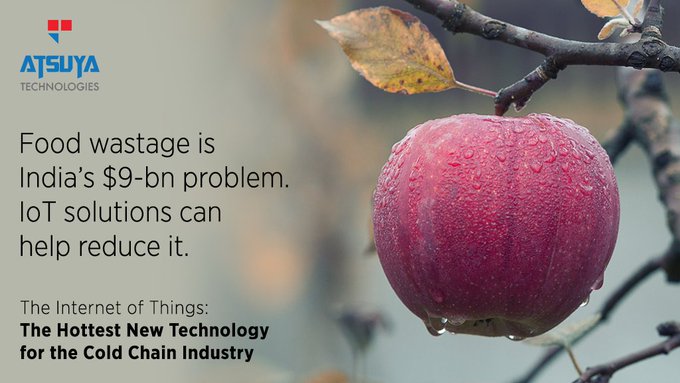 ATSUYA
TECHNOLOGIES
Food wastage is
India's $9-bn problem.
IoT solutions can
help reduce it.
The Internet of Things:
The Hottest New Technology
for the Cold Chain Industry